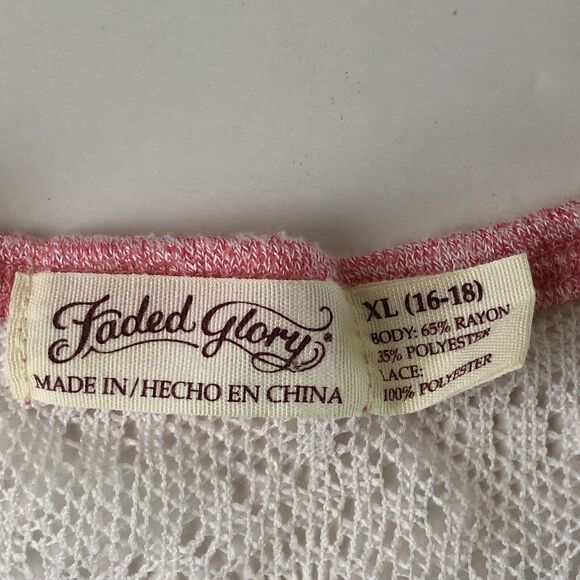 Faded Glory®
MADE IN/HECHO EN CHINA
XL (16-18)
BODY: 65% RAYON
35% POLYESTER
LACE:
100% POLYESTER